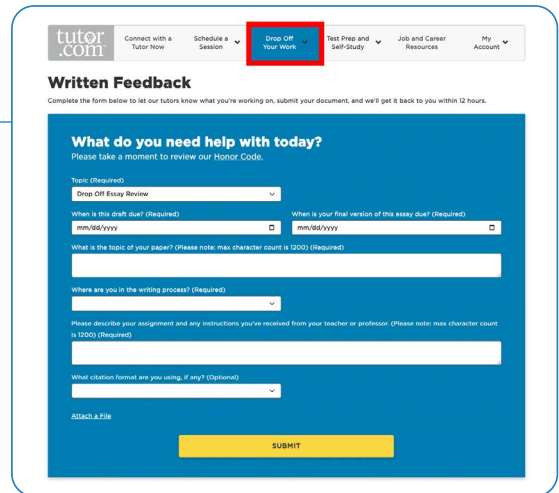 tutor
.com
Connect with a
Tutor Now
Schedule a
Session
Drop Off
Your Work
Test Prep and
Self-Study
Job and Career
Resources
My
Account
Written Feedback
Complete the form below to let our tutors know what you're working on, submit your document, and we'll get it back to you within 12 hours.
What do you need help with today?
Please take a moment to review our Honor Code.
Topic (Required)
Drop Off Essay Review
When is this draft due? (Required)
When is your final version of this essay due? (Required)
mm/dd/yyyy
mm/dd/yyyy
What is the topic of your paper? (Please note: max character count is 1200) (Required)
Where are you in the writing process? (Required)
Please describe your assignment and any instructions you've received from your teacher or professor. (Please note: max character count
is 1200) (Required)
What citation format are you using, if any? (Optional)
Attach a File
SUBMIT